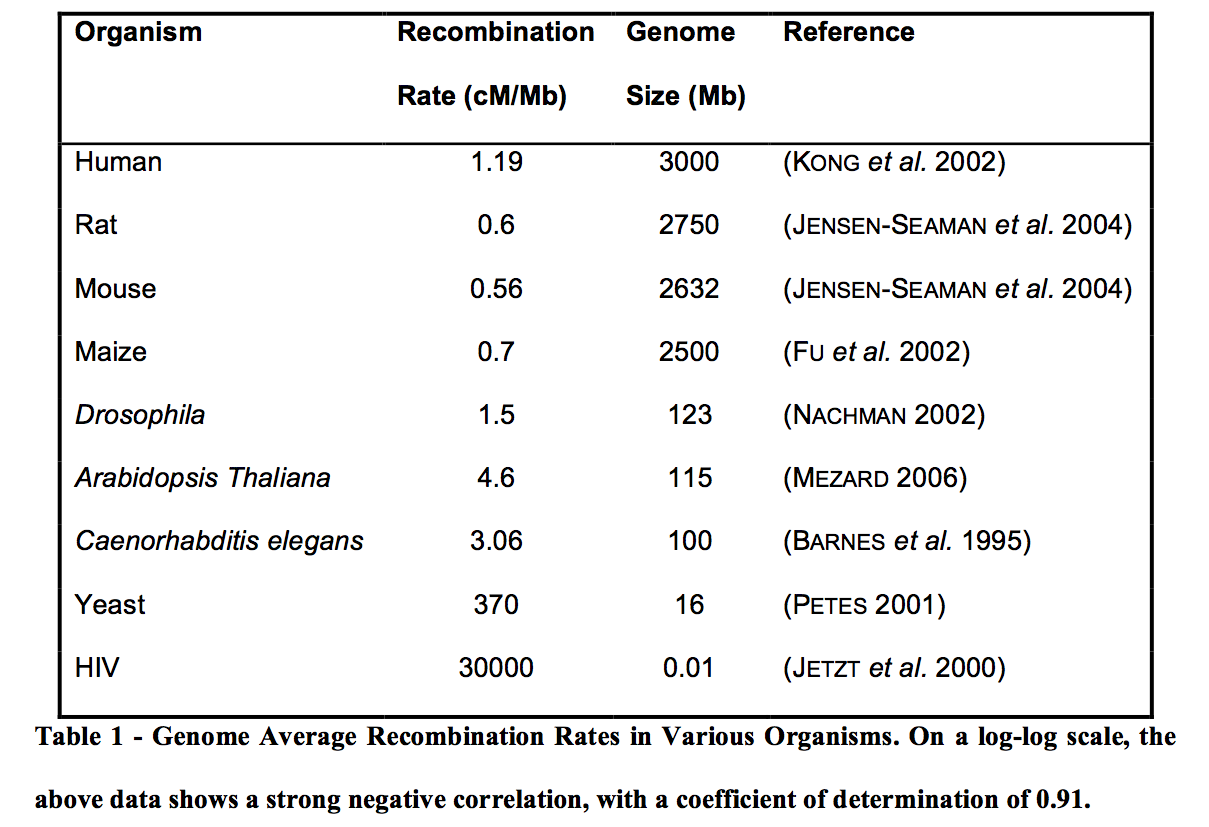 Organism Recombination Rate (cM/Mb) Genome Size (Mb) Reference
Human 1.19 3000 (KONG et al. 2002)
Rat 0.6 2750 (JENSEN-SEAMAN et al. 2004)
Mouse 0.56 2632 (JENSEN-SEAMAN et al. 2004)
Maize 0.7 2500 (FU et al. 2002)
Drosophila 1.5 123 (NACHMAN 2002)
Arabidopsis Thaliana 4.6 115 (MEZARD 2006)
Caenorhabditis elegans 3.06 100 (BARNES et al. 1995)
Yeast 370 16 (PETES 2001)
HIV 30000 0.01 (JETZT et al. 2000)
Table 1 - Genome Average Recombination Rates in Various Organisms. On a log-log scale, the
above data shows a strong negative correlation, with a coefficient of determination of 0.91.